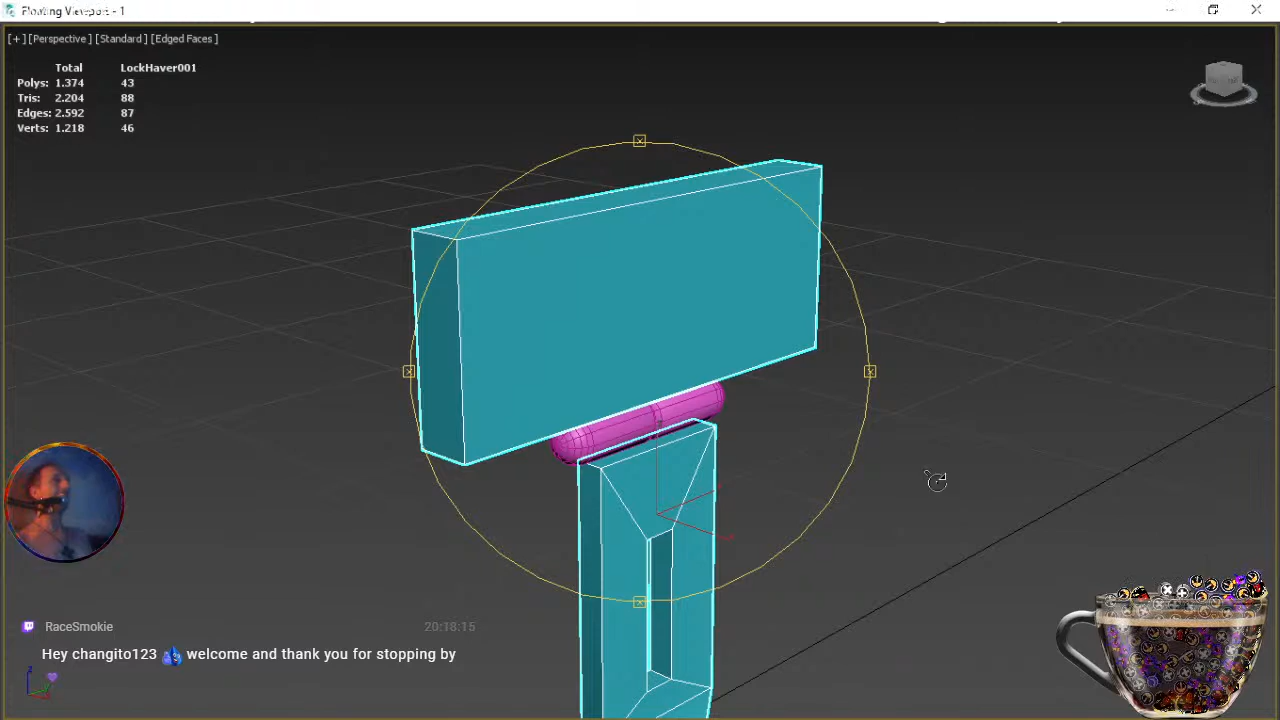 Floating Viewport - 1
[ + ] [Perspective ] [Standard ] [Edged Faces ]
Total LockHaver001
Polys: 1.374 43
Tris: 2.204 88
Edges: 2.592 87
Verts: 1.218 46
RaceSmokie 20:18:15
Hey changito123 welcome and thank you for stopping by